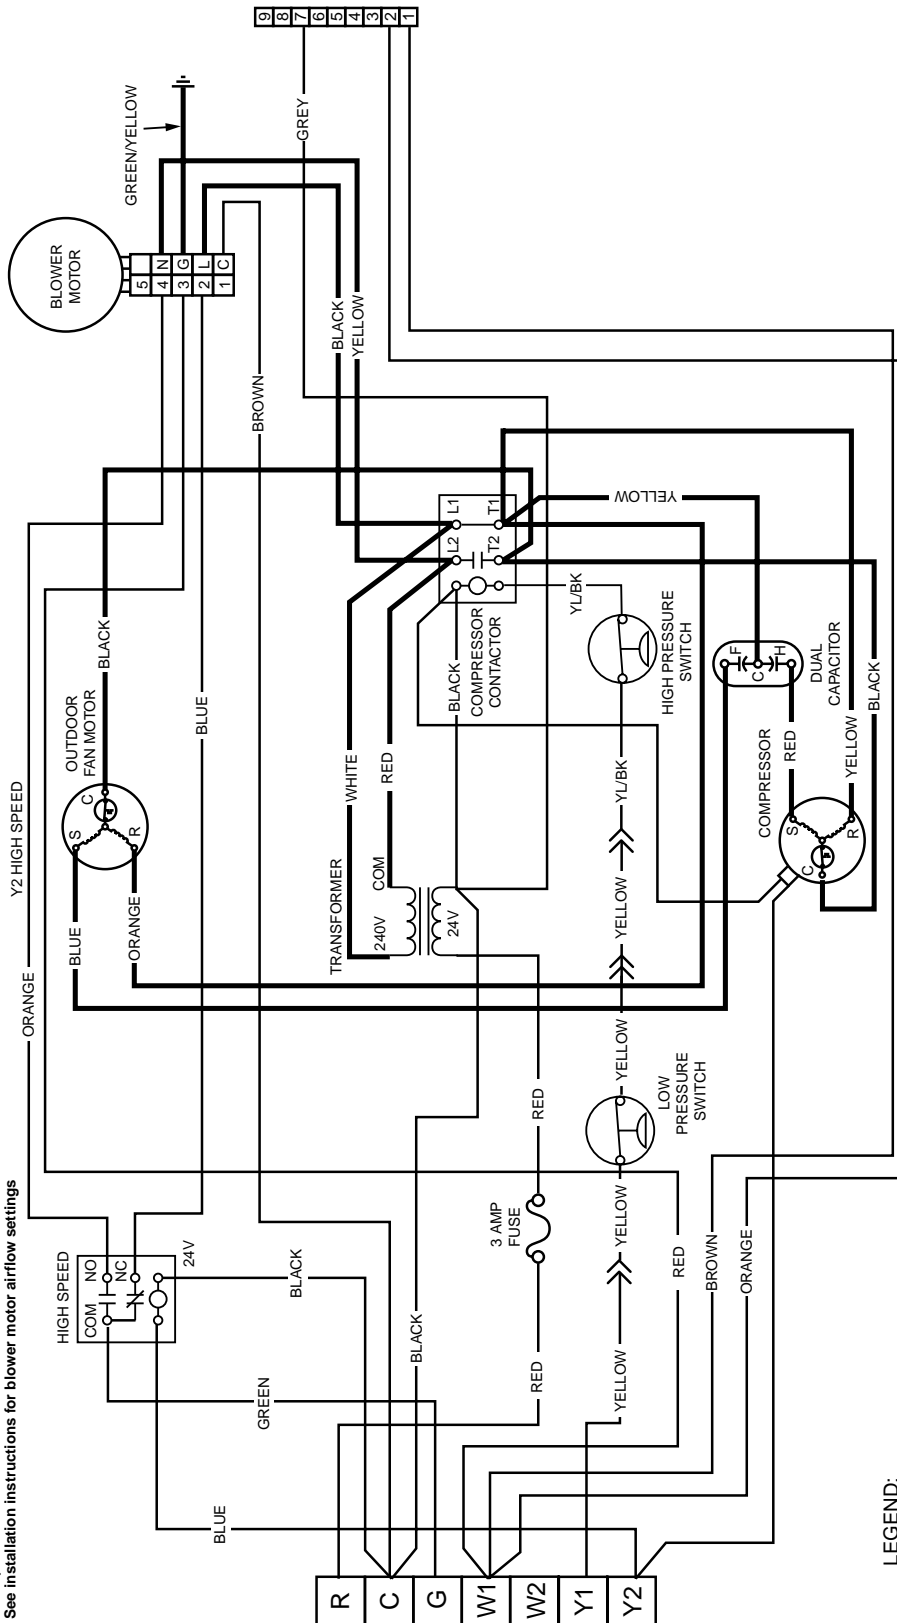 See installation instructions for blower motor airflow settings
BLOWER
MOTOR
GREEN/YELLOW
5
4 N
3 G
2 L
1 C
9
8
7
6
5
4
3
2
1
GREY
Y2 HIGH SPEED
ORANGE
BLACK
BLUE
BROWN
BLACK
YELLOW
OUTDOOR
FAN MOTOR
S
C
R
BLUE
ORANGE
HIGH SPEED
COM
NO
NC
24V
BLACK
GREEN
BLUE
TRANSFORMER
WHITE
COM
RED
240V
24V
BLACK
L1
L2
T1
T2
COMPRESSOR
CONTACTOR
YL/BK
YELLOW
HIGH PRESSURE
SWITCH
BLACK
3 AMP
FUSE
RED
RED
YELLOW
YELLOW
LOW
PRESSURE
SWITCH
YELLOW
YELLOW
YL/BK
F
C
H
DUAL
CAPACITOR
COMPRESSOR
S
C
R
RED
YELLOW
BLACK
RED
BROWN
ORANGE
R
C
G
W1
W2
Y1
Y2
LEGEND: